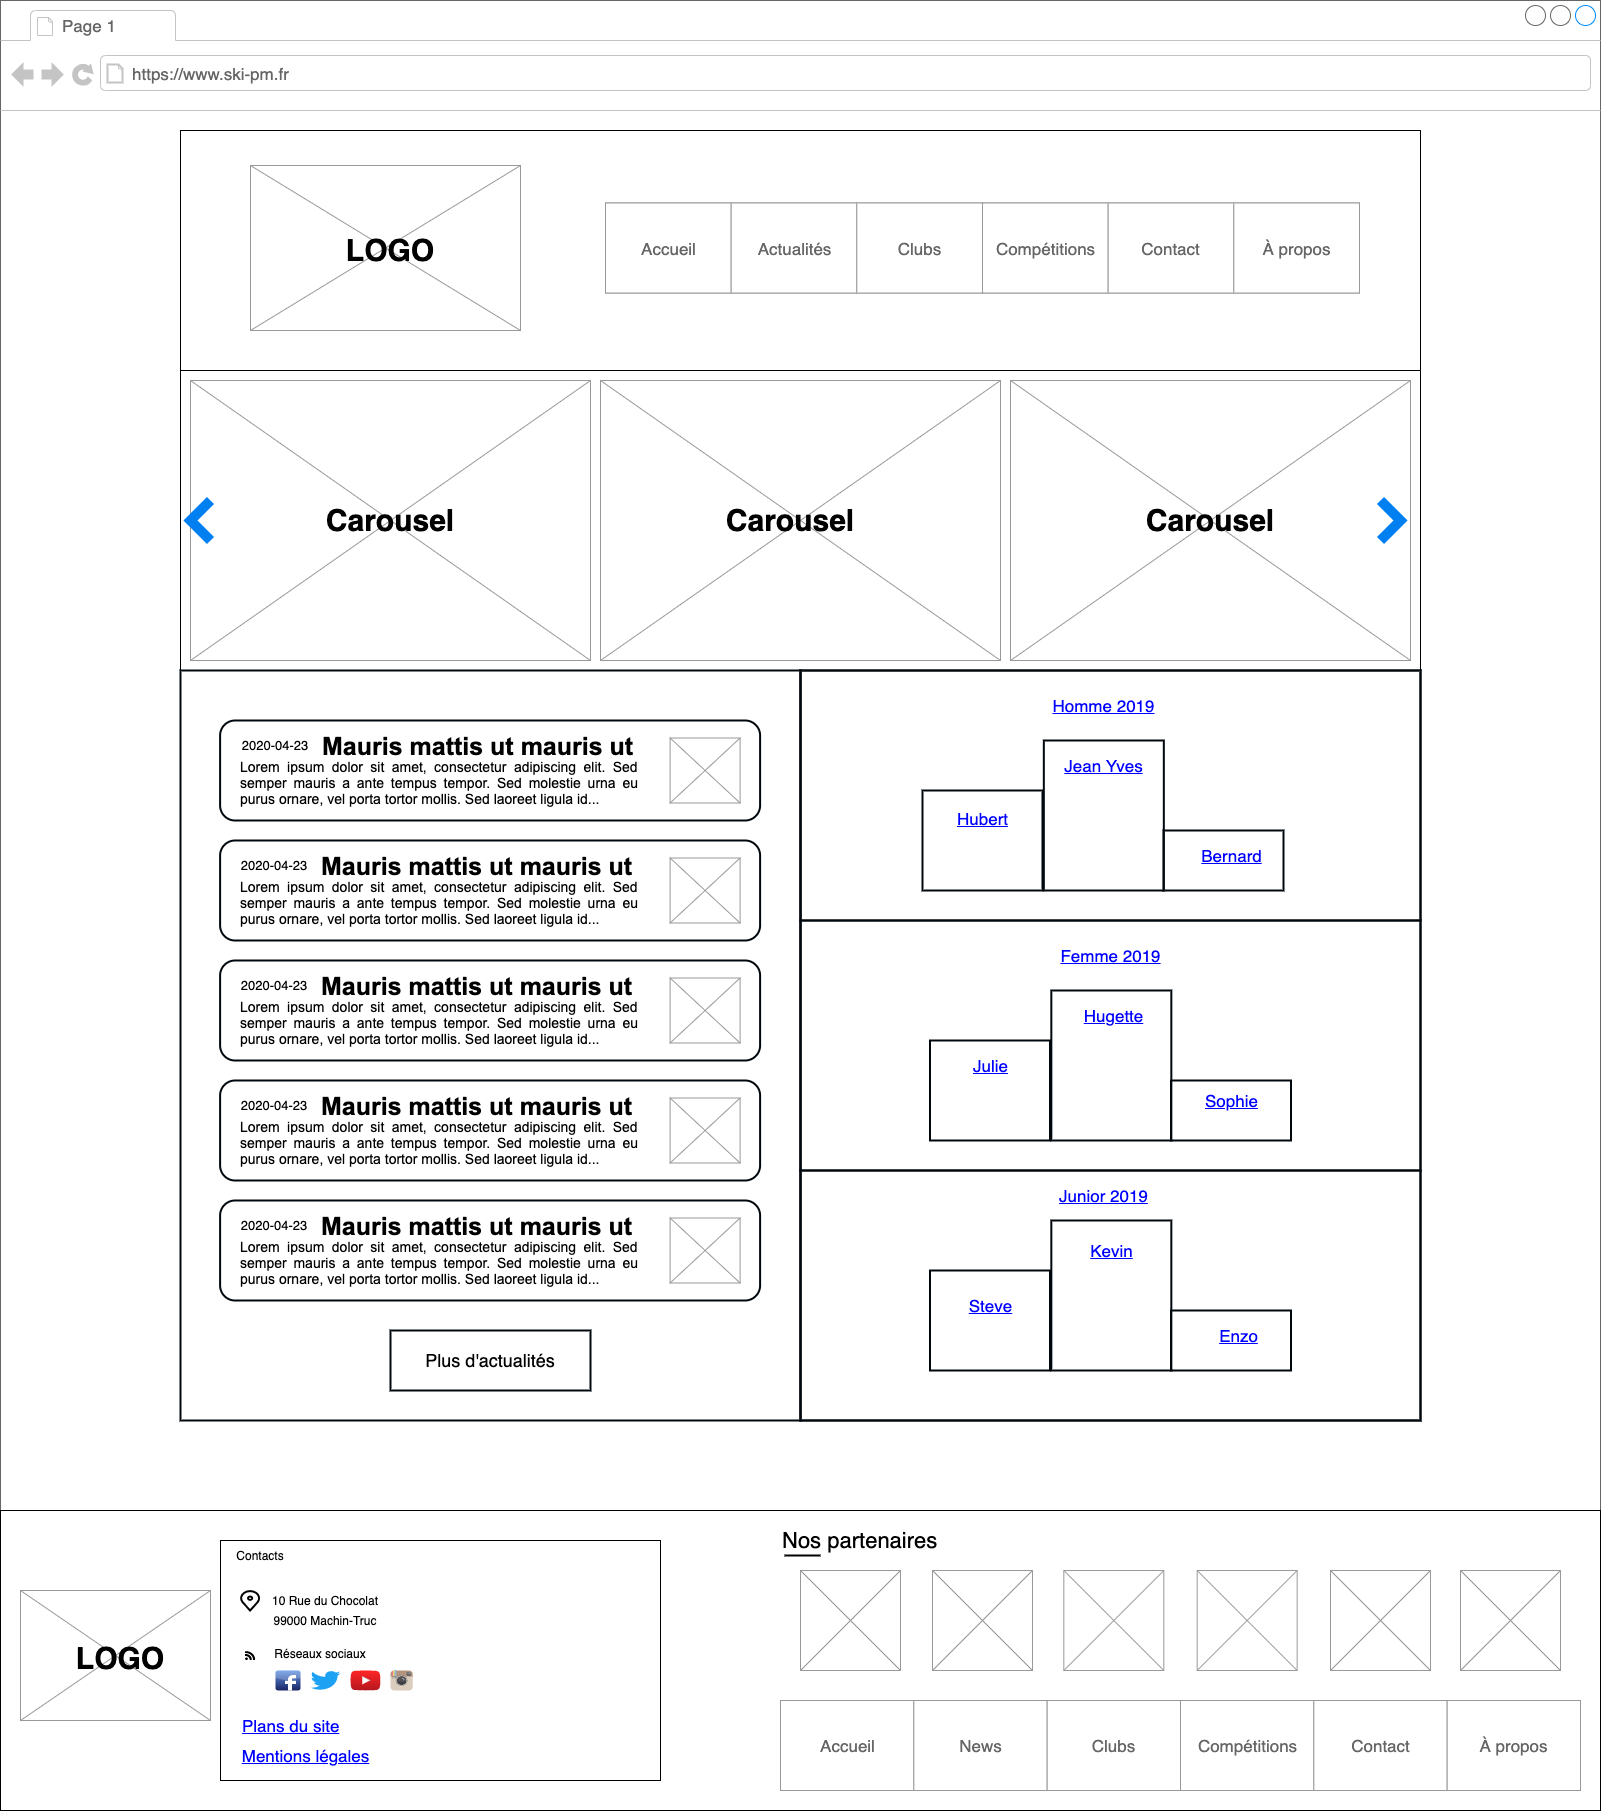 Page 1
https://www.ski-pm.fr
LOGO
Accueil
Actualités
Clubs
Compétitions
Contact
À propos
Carousel
Carousel
Carousel
2020-04-23 Mauris mattis ut mauris ut
Lorem ipsum dolor sit amet, consectetur adipiscing elit. Sed
semper mauris a ante tempus tempor. Sed molestie urna eu
purus ornare, vel porta tortor mollis. Sed laoreet ligula id...
2020-04-23 Mauris mattis ut mauris ut
Lorem ipsum dolor sit amet, consectetur adipiscing elit. Sed
semper mauris a ante tempus tempor. Sed molestie urna eu
purus ornare, vel porta tortor mollis. Sed laoreet ligula id...
2020-04-23 Mauris mattis ut mauris ut
Lorem ipsum dolor sit amet, consectetur adipiscing elit. Sed
semper mauris a ante tempus tempor. Sed molestie urna eu
purus ornare, vel porta tortor mollis. Sed laoreet ligula id...
2020-04-23 Mauris mattis ut mauris ut
Lorem ipsum dolor sit amet, consectetur adipiscing elit. Sed
semper mauris a ante tempus tempor. Sed molestie urna eu
purus ornare, vel porta tortor mollis. Sed laoreet ligula id...
2020-04-23 Mauris mattis ut mauris ut
Lorem ipsum dolor sit amet, consectetur adipiscing elit. Sed
semper mauris a ante tempus tempor. Sed molestie urna eu
purus ornare, vel porta tortor mollis. Sed laoreet ligula id...
Plus d'actualités
Homme 2019
Jean Yves
Hubert
Bernard
Femme 2019
Hugette
Julie
Sophie
Junior 2019
Kevin
Steve
Enzo
LOGO
Contacts
10 Rue du Chocolat
99000 Machin-Truc
Réseaux sociaux
Plans du site
Mentions légales
Nos partenaires
Accueil
News
Clubs
Compétitions
Contact
À propos